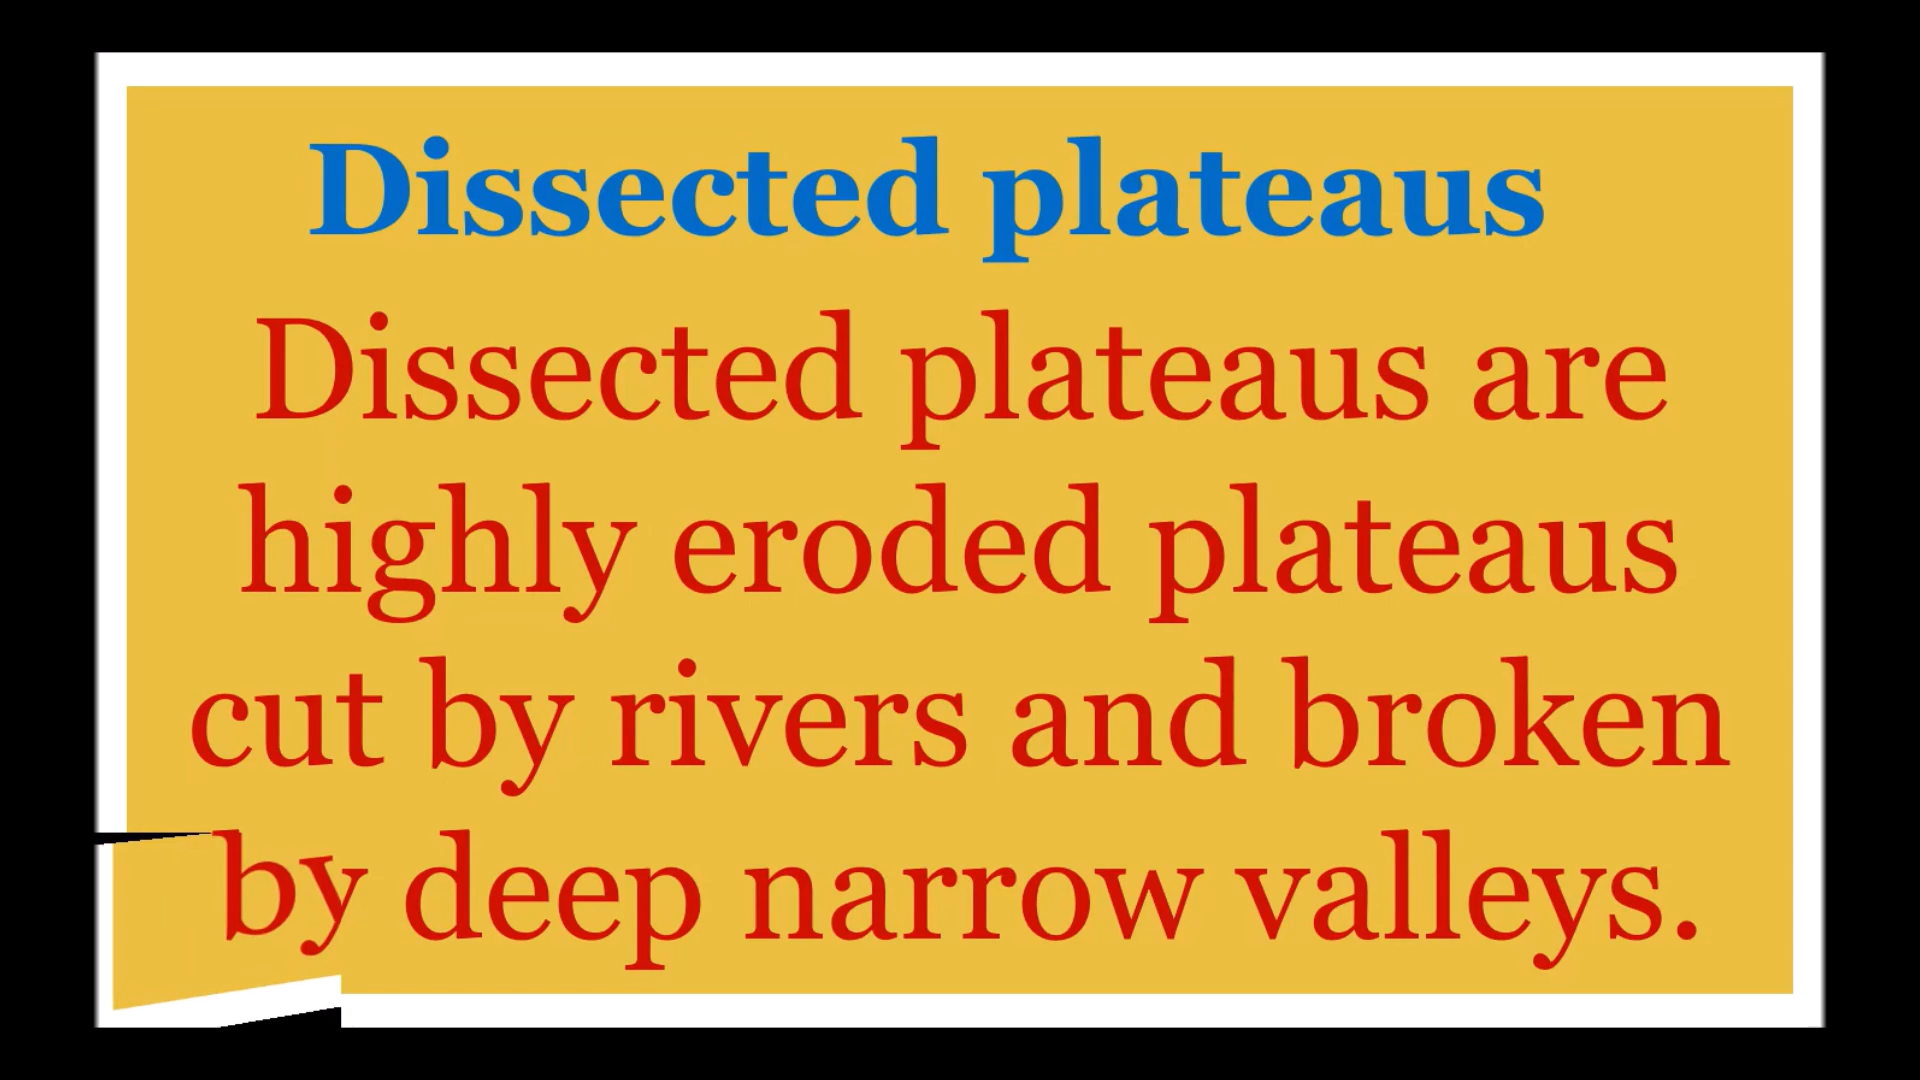 Dissected plateaus
Dissected plateaus are
highly eroded plateaus
cut by rivers and broken
by deep narrow valleys.